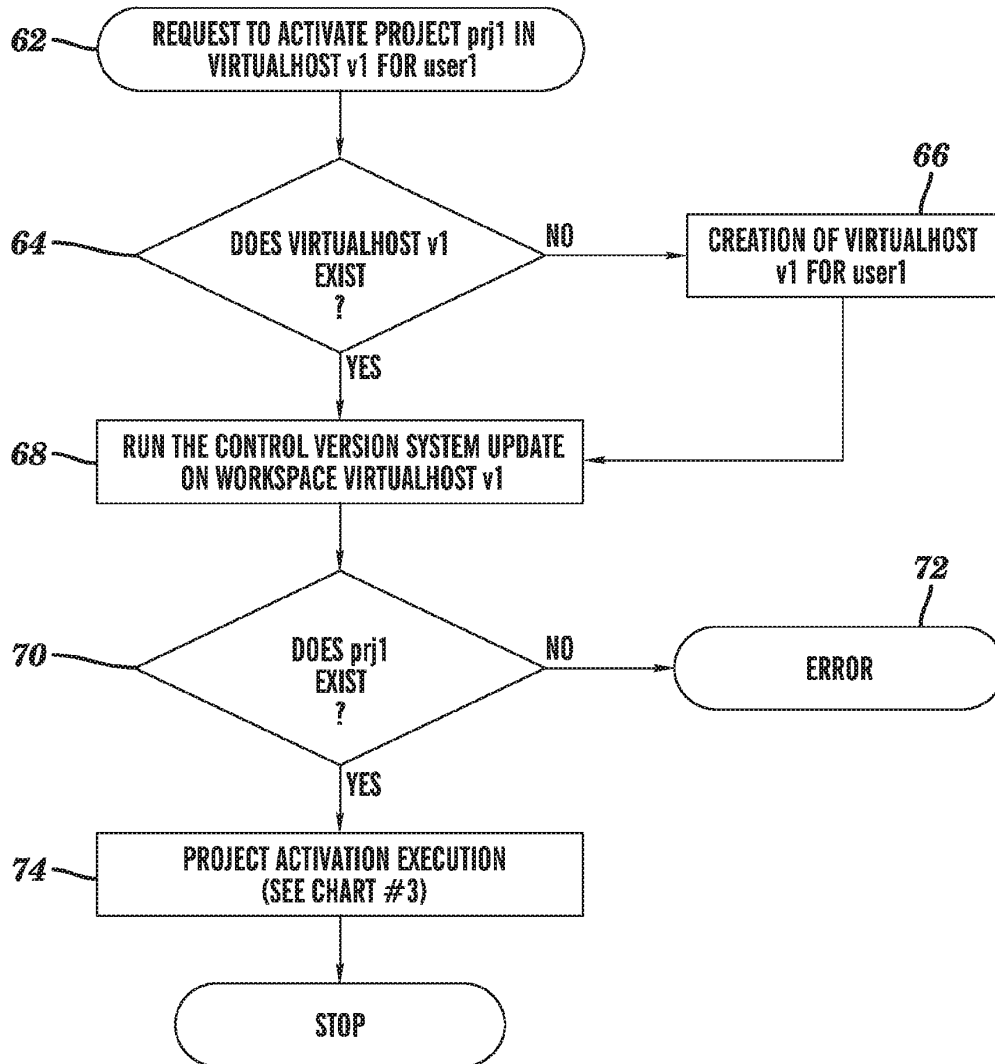 62
REQUEST TO ACTIVATE PROJECT prj1 IN
VIRTUALHOST v1 FOR user1
66
64
DOES VIRTUALHOST v1
EXIST
?
NO
CREATION OF VIRTUALHOST
v1 FOR user1
YES
68
RUN THE CONTROL VERSION SYSTEM UPDATE
ON WORKSPACE VIRTUALHOST v1
72
70
DOES prj1
EXIST
?
NO
ERROR
YES
74
PROJECT ACTIVATION EXECUTION
(SEE CHART #3)
STOP